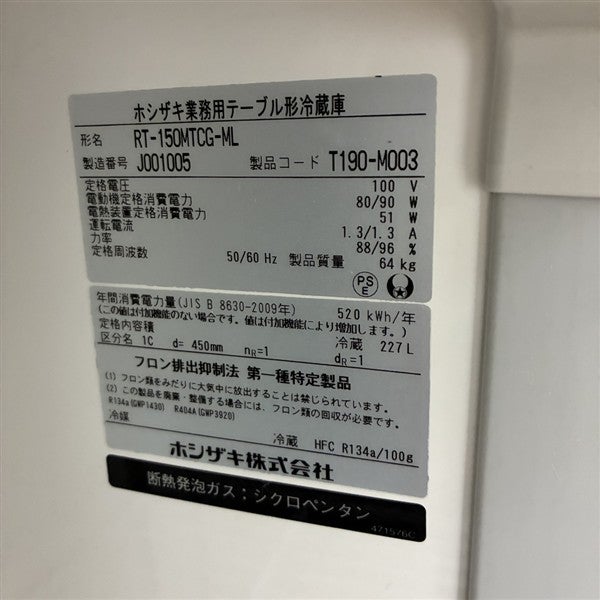 ホシザキ業務用テーブル形冷蔵庫
形名 RT-150MTCG-ML
製造番号 J001005 製品コード T190-M003
定格電圧 100 V
電動機定格消費電力 80/90 W
電熱装置定格消費電力 51 W
運転電流 1.3/1.3 A
力率 88/96 %
定格周波数 50/60 Hz 製品質量 64 kg
PS E
年間消費電力量(JIS B 8630-2009年) 520 kWh/年
(この値は付加機能のない場合です。値は付加機能により増加します。)
定格内容積 冷蔵 227 L
区分名 1C d= 450mm nR=1 dR=1
フロン排出抑制法 第一種特定製品
(1) フロン類をみだりに大気中に放出することは禁じられています。
(2) この製品を廃棄・整備する場合には、フロン類の回収が必要です。
R134a(GWP1430) R404A(GWP3920)
冷媒 冷蔵 HFC R134a/100g
ホシザキ株式会社
断熱発泡ガス:シクロペンタン
471576C